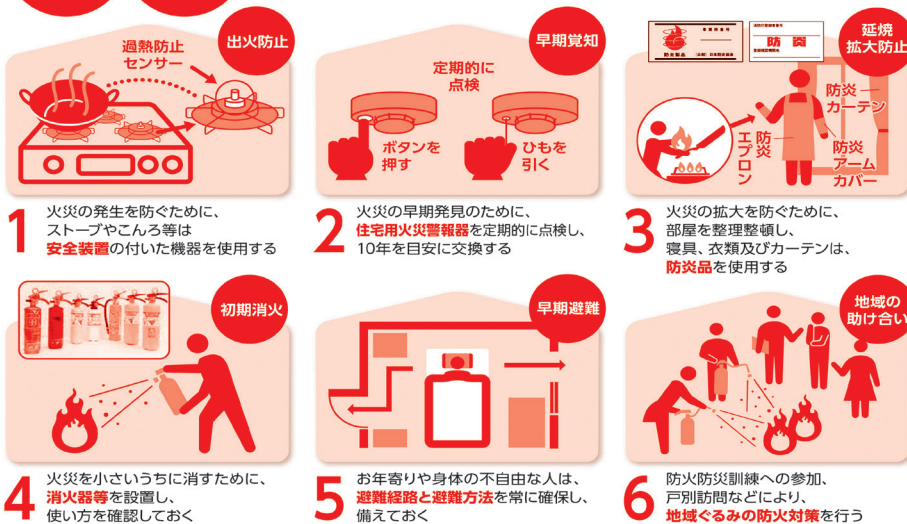 出火防止
過熱防止
センサー
1
火災の発生を防ぐために、
ストーブやこんろ等は
安全装置の付いた機器を使用する
早期覚知
定期的に
点検
ボタンを
押す
ひもを
引く
2
火災の早期発見のために、
住宅用火災警報器を定期的に点検し、
10年を目安に交換する
延焼
拡大防止
防炎
防炎
カーテン
防炎
エプロン
防炎
アーム
カバー
3
火災の拡大を防ぐために、
部屋を整理整頓し、
寝具、衣類及びカーテンは、
防炎品を使用する
初期消火
4
火災を小さいうちに消すために、
消火器等を設置し、
使い方を確認しておく
早期避難
5
お年寄りや身体の不自由な人は、
避難経路と避難方法を常に確保し、
備えておく
地域の
助け合い
6
防火防災訓練への参加、
戸別訪問などにより、
地域ぐるみの防火対策を行う